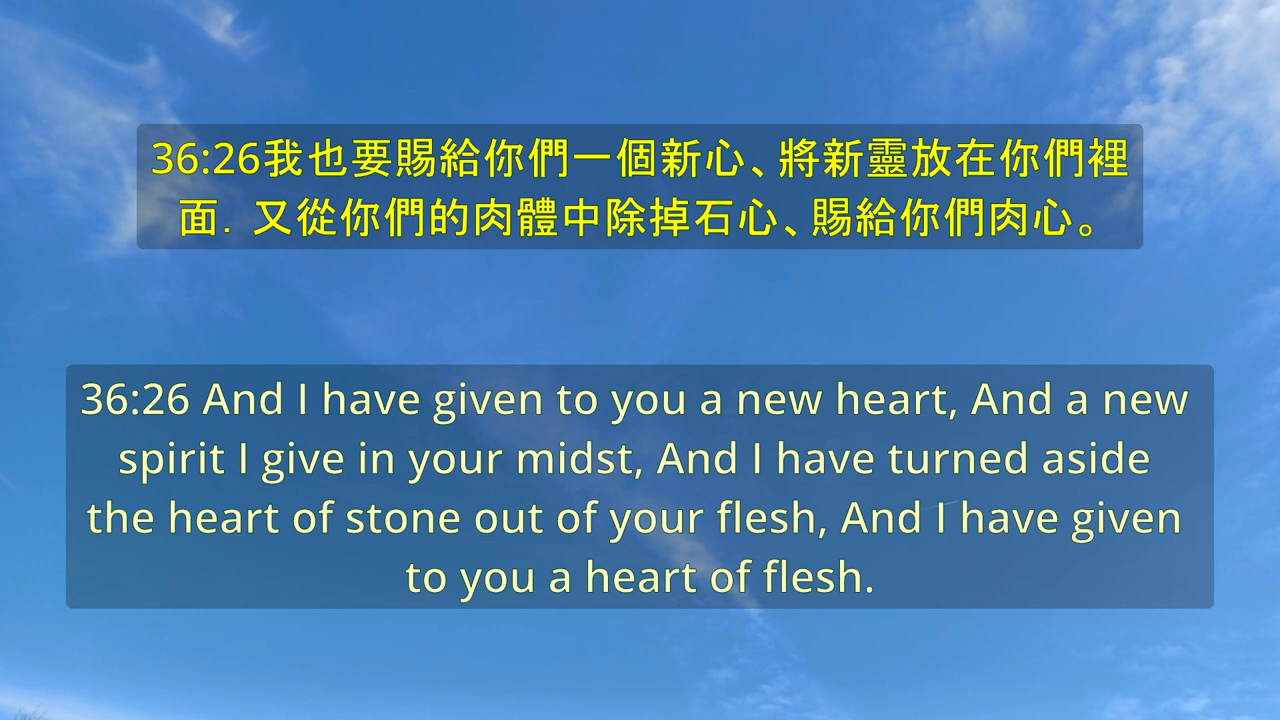 36:26我也要賜給你們一個新心、將新靈放在你們裡
面．又從你們的肉體中除掉石心、賜給你們肉心。
36:26 And I have given to you a new heart, And a new
spirit I give in your midst, And I have turned aside
the heart of stone out of your flesh, And I have given
to you a heart of flesh.